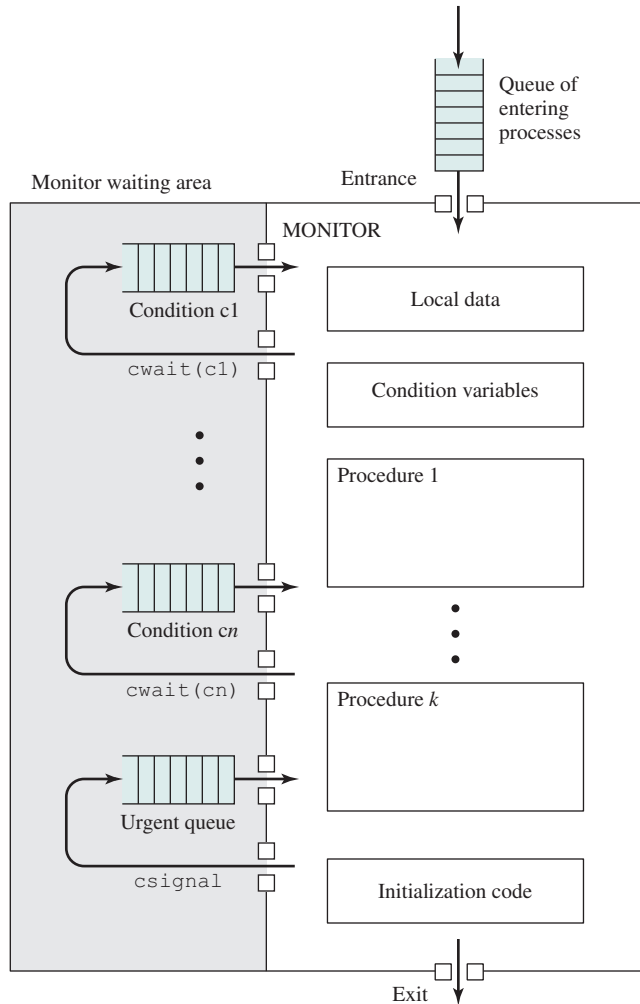 Queue of
entering
processes
Monitor waiting area
Entrance
MONITOR
Condition c1
Local data
cwait(c1)
Condition variables
Procedure 1
Condition cn
cwait(cn)
Procedure k
Urgent queue
csignal
Initialization code
Exit